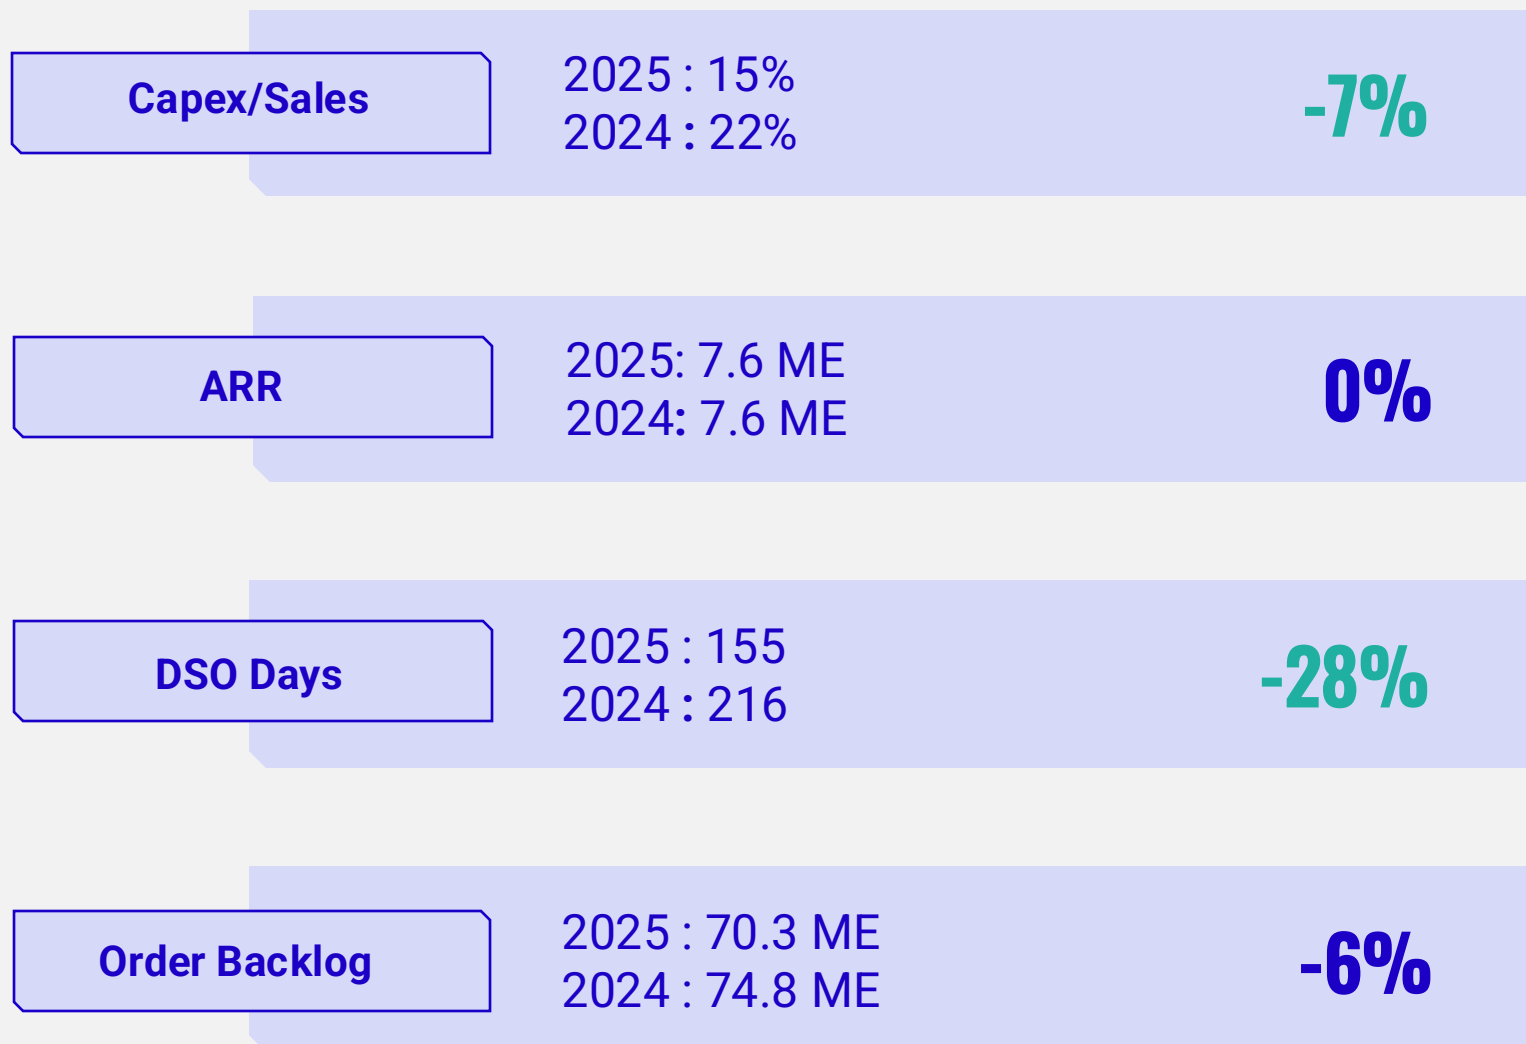 Capex/Sales
2025 : 15%
2024 : 22%
-7%
ARR
2025: 7.6 ME
2024: 7.6 ME
0%
DSO Days
2025 : 155
2024 : 216
-28%
Order Backlog
2025 : 70.3 ME
2024 : 74.8 ME
-6%